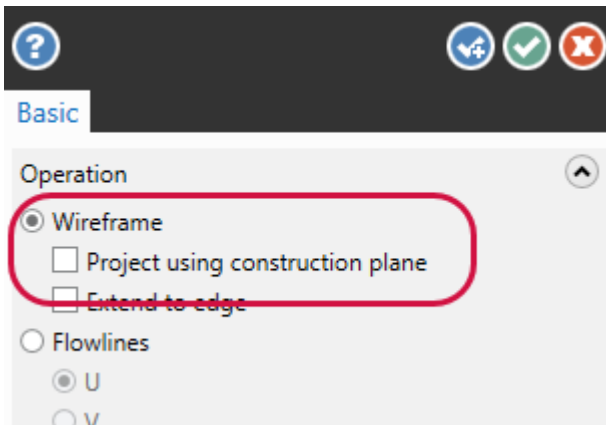 ?
Basic
Operation
Wireframe
Project using construction plane
Extend to edge
Flowlines
U
V